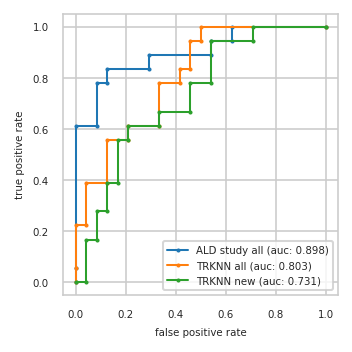 1.0
0.8
0.6
0.4
0.2
0.0
true positive rate
ALD study all (auc: 0.898)
TRKNN all (auc: 0.803)
TRKNN new (auc: 0.731)
0.0 0.2 0.4 0.6 0.8 1.0
false positive rate